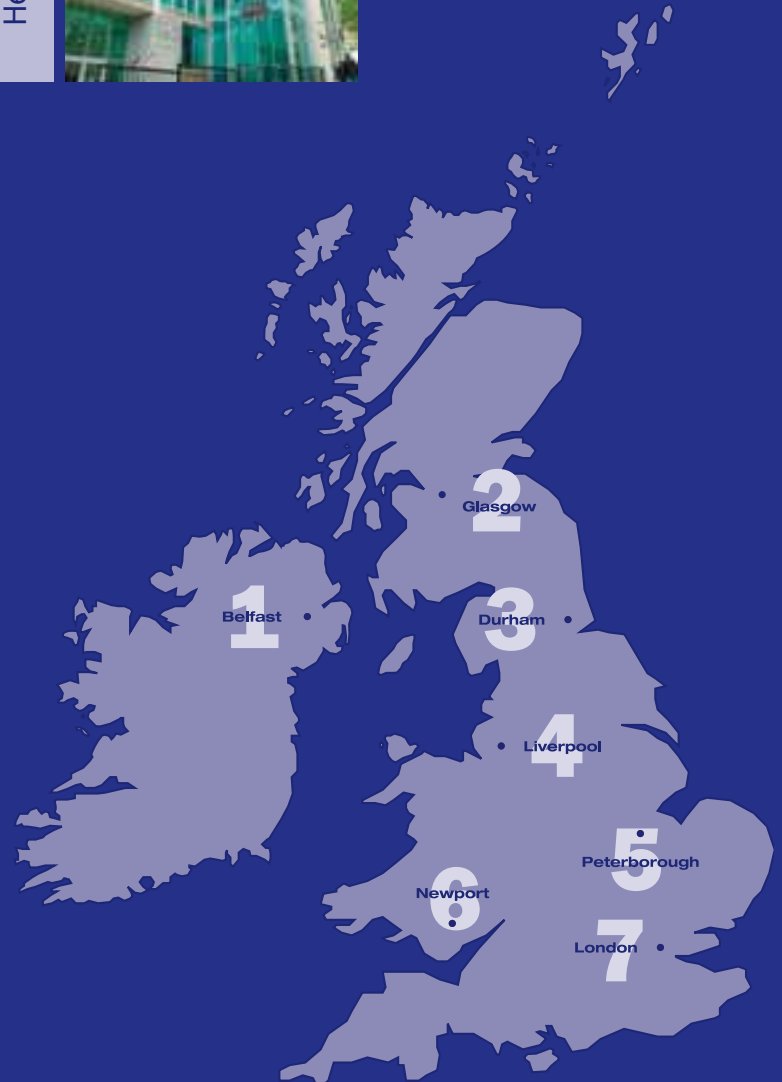 2
Glasgow
1
Belfast
3
Durham
4
Liverpool
5
Peterborough
6
Newport
7
London